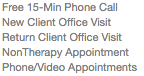 Free 15-Min Phone Call
New Client Office Visit
Return Client Office Visit
NonTherapy Appointment
Phone/Video Appointments